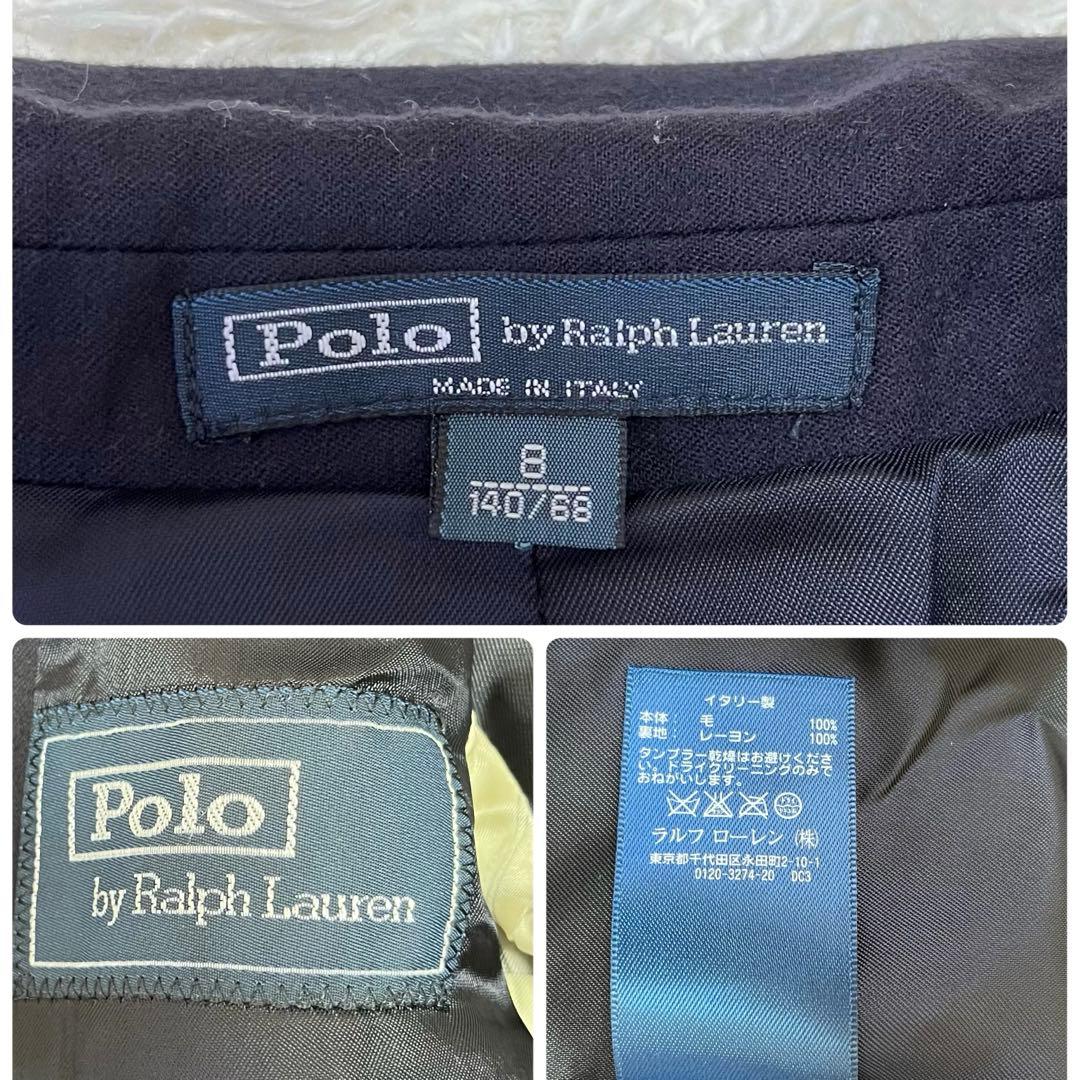 Polo by Ralph Lauren
MADE IN ITALY
8
140/68
Polo
by Ralph Lauren
イタリー製
本体: 毛 100%
裏地: レーヨン 100%
タンブラー乾燥はお避けくださ
い。ドライクリーニングのみで
おねがいします。
ラルフ ローレン (株)
東京都千代田区永田町2-10-1
0120-3274-20 DC3